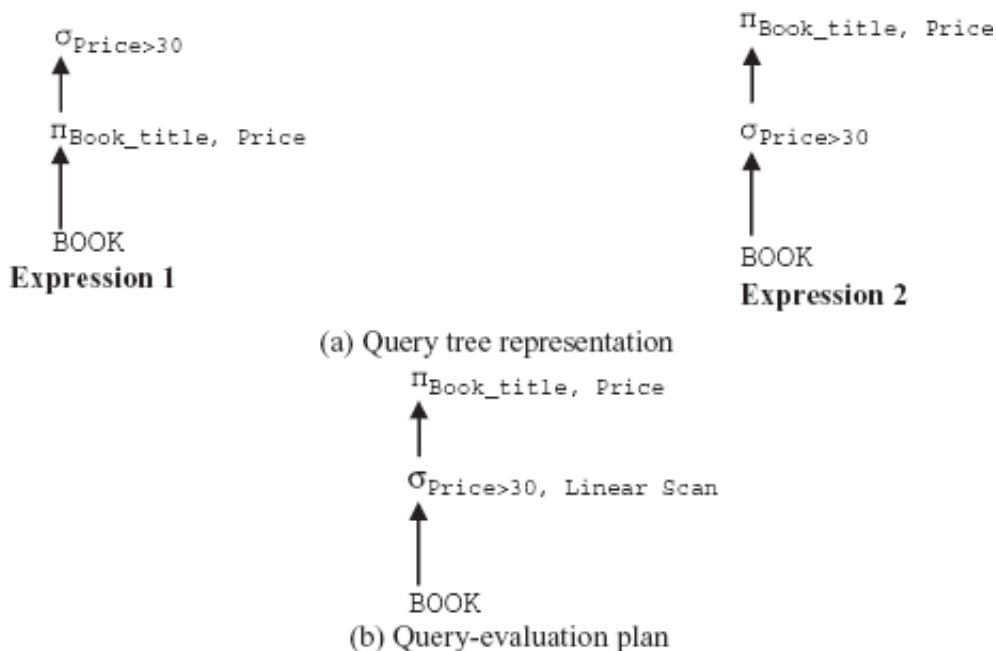 σPrice>30
πBook_title, Price
BOOK
Expression 1
πBook_title, Price
σPrice>30
BOOK
Expression 2
(a) Query tree representation
πBook_title, Price
σPrice>30, Linear Scan
BOOK
(b) Query-evaluation plan